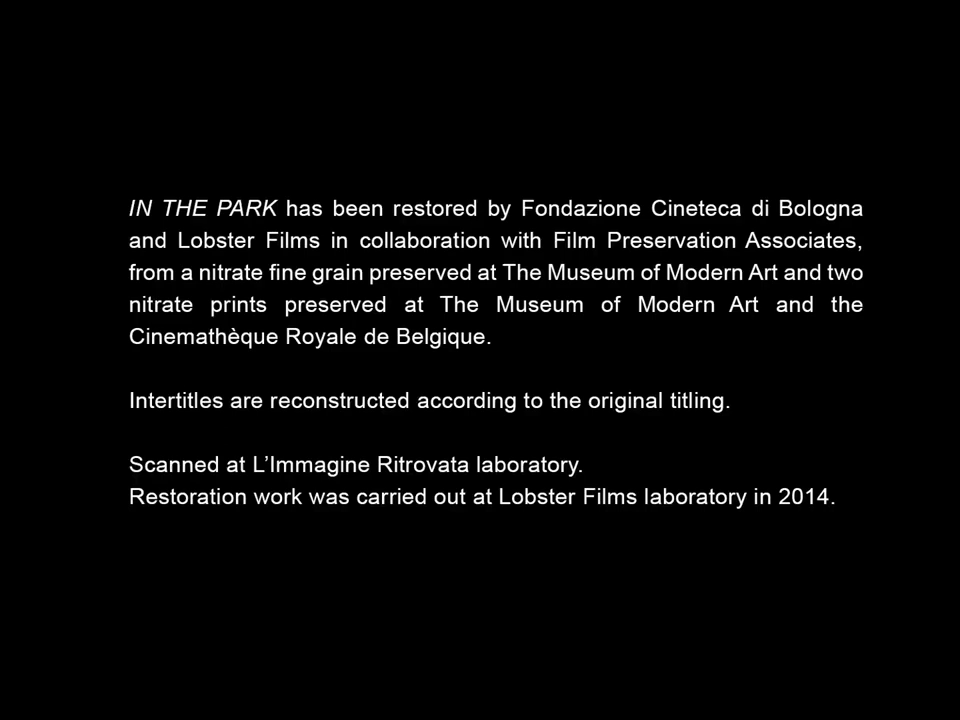 IN THE PARK has been restored by Fondazione Cineteca di Bologna
and Lobster Films in collaboration with Film Preservation Associates,
from a nitrate fine grain preserved at The Museum of Modern Art and two
nitrate prints preserved at The Museum of Modern Art and the
Cinemathèque Royale de Belgique.
Intertitles are reconstructed according to the original titling.
Scanned at L’Immagine Ritrovata laboratory.
Restoration work was carried out at Lobster Films laboratory in 2014.